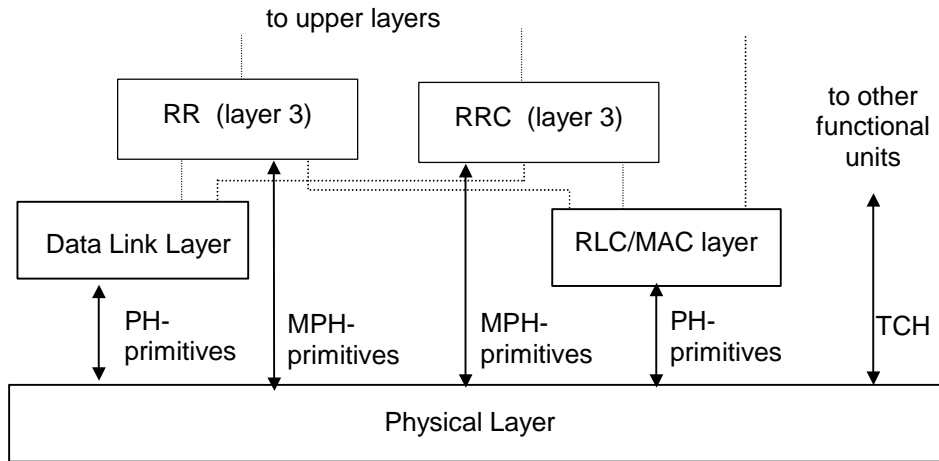 to upper layers
RR (layer 3)
RRC (layer 3)
to other
functional
units
Data Link Layer
RLC/MAC layer
PH-
primitives
MPH-
primitives
MPH-
primitives
PH-
primitives
TCH
Physical Layer